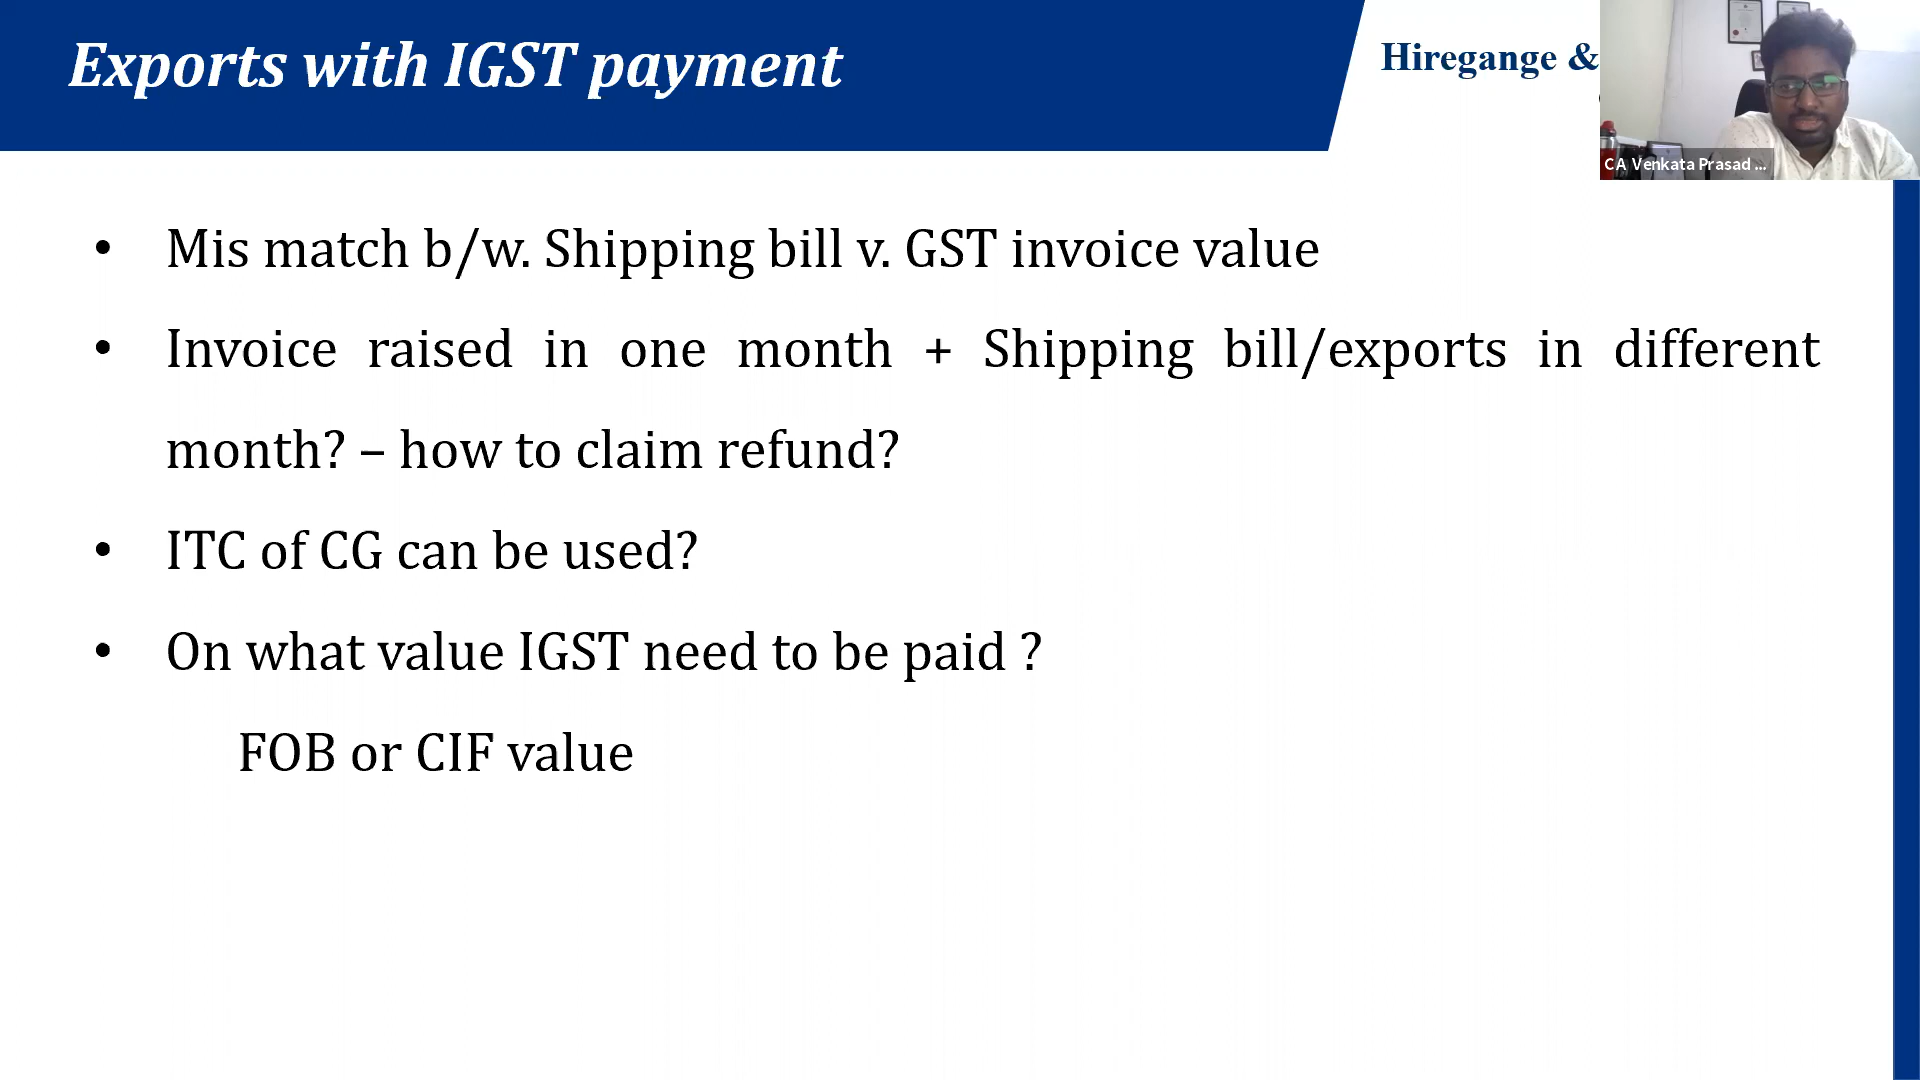 Exports with IGST payment
Hiregange &
CA Venkata Prasad ...
• Mis match b/w. Shipping bill v. GST invoice value
• Invoice raised in one month + Shipping bill/exports in different
month? – how to claim refund?
• ITC of CG can be used?
• On what value IGST need to be paid ?
FOB or CIF value